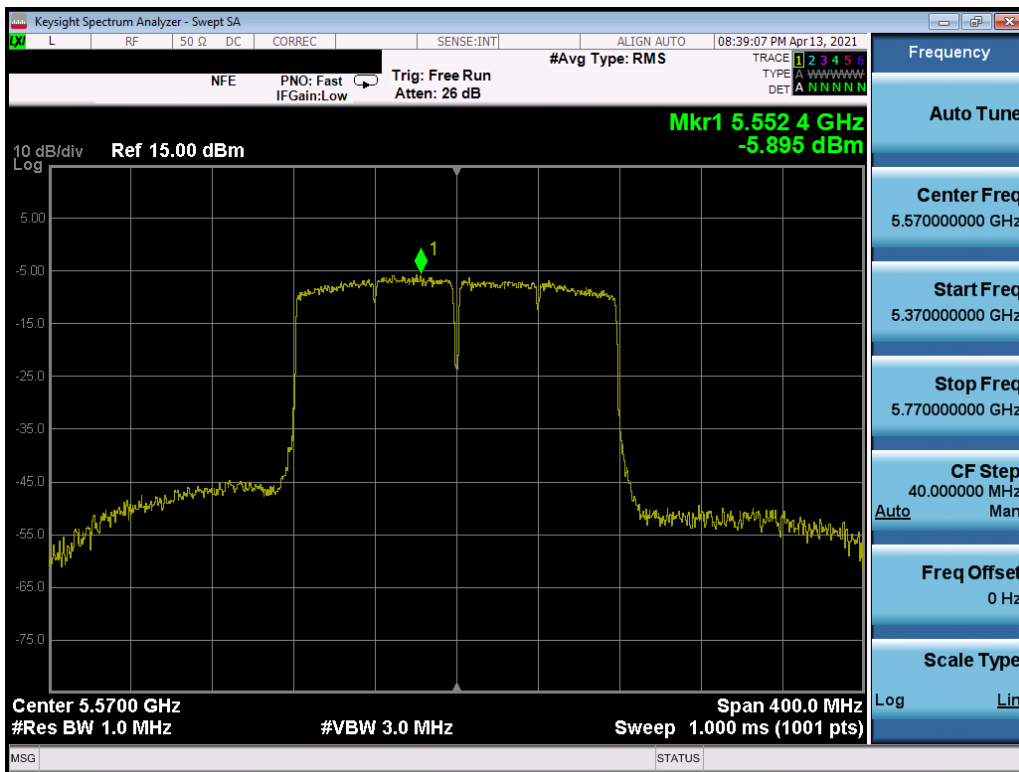 Keysight Spectrum Analyzer - Swept SA
LXI L RF 50 Ω DC CORREC SENSE:INT ALIGN AUTO 08:39:07 PM Apr 13, 2021
NFE PNO: Fast Trig: Free Run #Avg Type: RMS TRACE 1 2 3 4 5 6
IFGain:Low Atten: 26 dB TYPE A WWWWW
DET A N N N N N
Mkr1 5.552 4 GHz
-5.895 dBm
10 dB/div Ref 15.00 dBm
Log
5.00
-5.00
-15.0
-25.0
-35.0
-45.0
-55.0
-65.0
-75.0
1
Center 5.5700 GHz Span 400.0 MHz
#Res BW 1.0 MHz #VBW 3.0 MHz Sweep 1.000 ms (1001 pts)
MSG STATUS
Frequency
Auto Tune
Center Freq
5.570000000 GHz
Start Freq
5.370000000 GHz
Stop Freq
5.770000000 GHz
CF Step
40.000000 MHz
Auto Man
Freq Offset
0 Hz
Scale Type
Log Lin